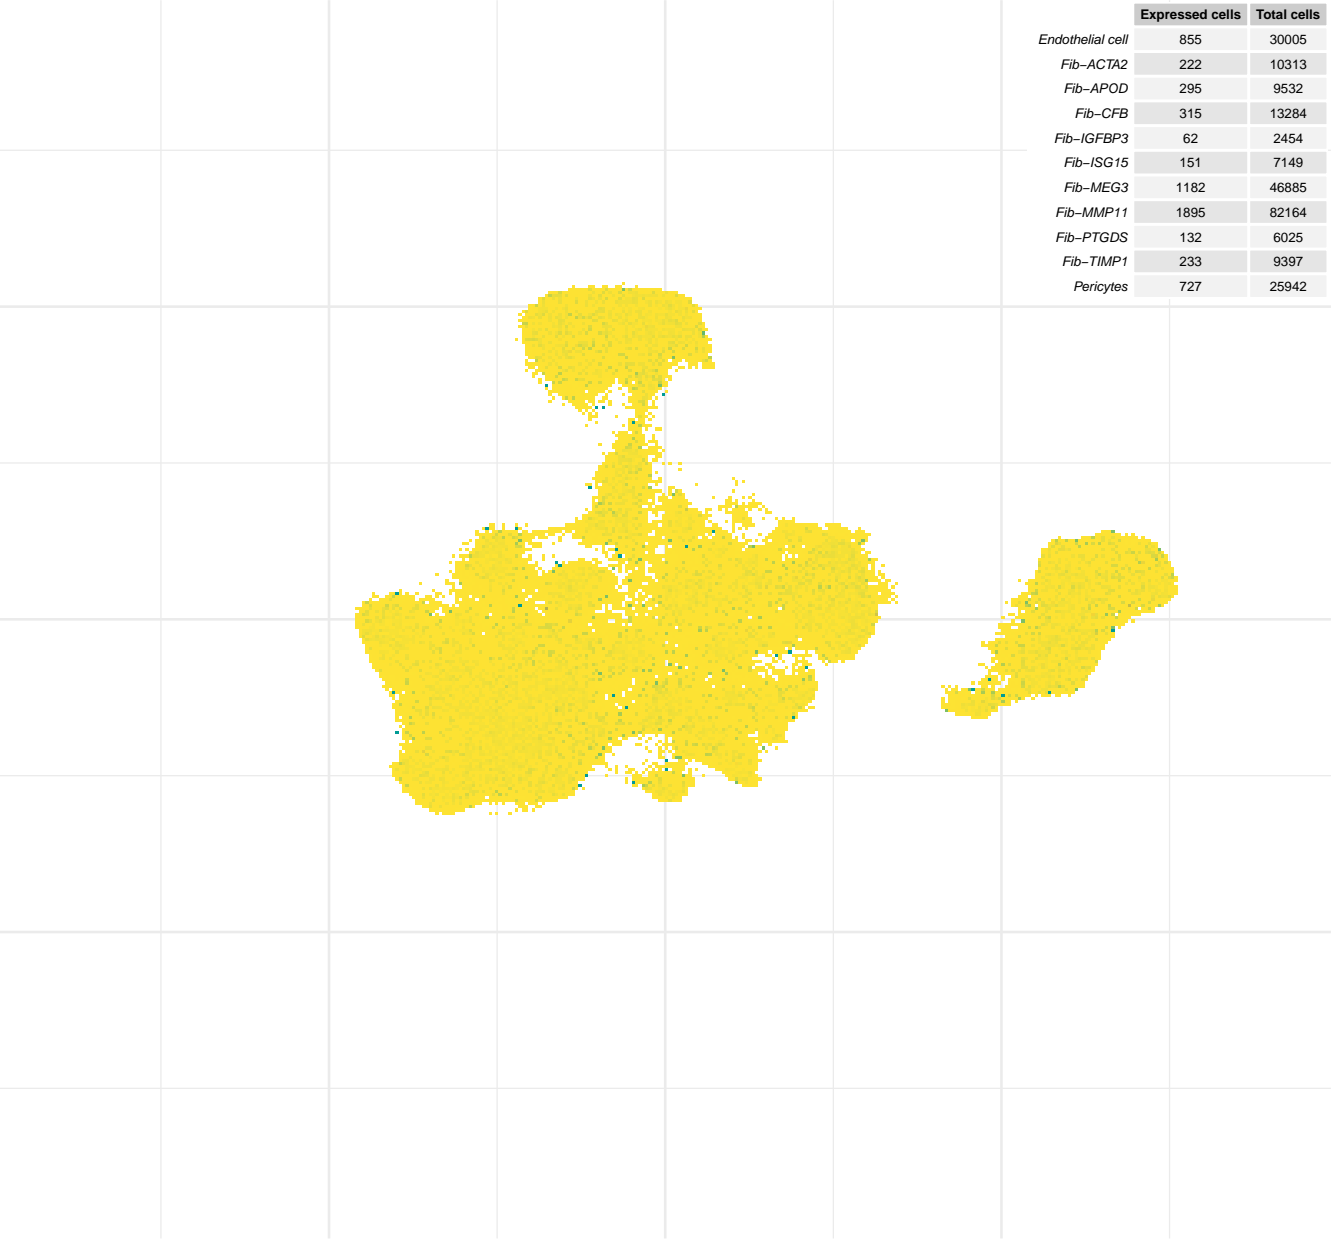 Expressed cells Total cells
Endothelial cell 855 30005
Fib−ACTA2 222 10313
Fib−APOD 295 9532
Fib−CFB 315 13284
Fib−IGFBP3 62 2454
Fib−ISG15 151 7149
Fib−MEG3 1182 46885
Fib−MMP11 1895 82164
Fib−PTGDS 132 6025
Fib−TIMP1 233 9397
Pericytes 727 25942